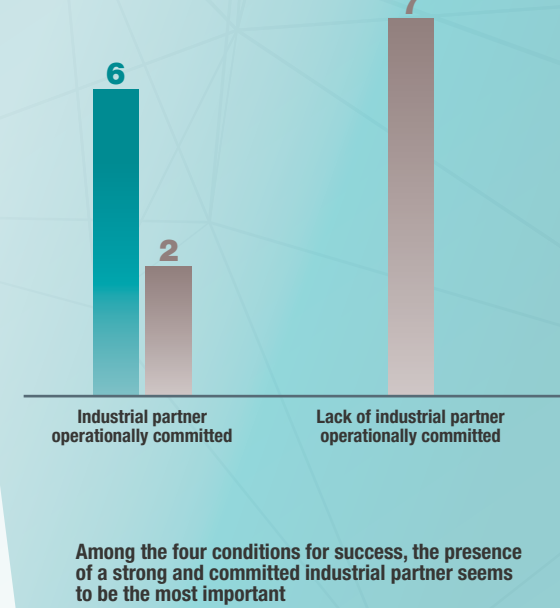 7
6
2
Industrial partner
operationally committed
Lack of industrial partner
operationally committed
Among the four conditions for success, the presence
of a strong and committed industrial partner seems
to be the most important